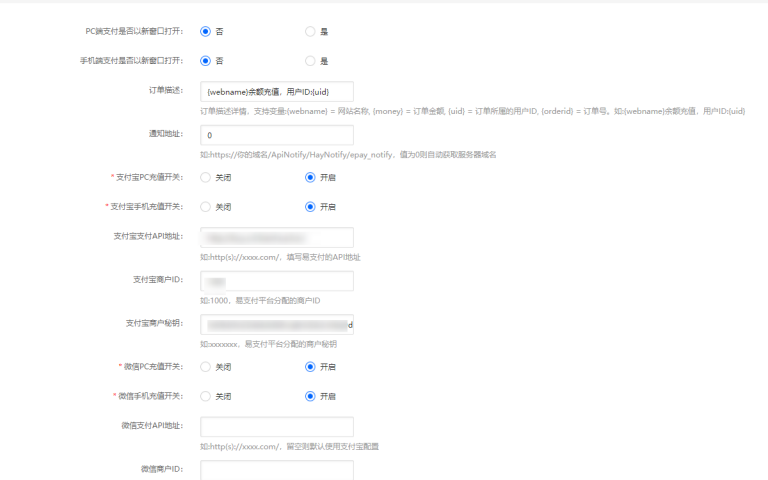 PC端支付是否以新窗口打开： 否 是
手机端支付是否以新窗口打开： 否 是
订单描述： {webname}余额充值，用户ID:{uid}
订单描述详情，支持变量:{webname} = 网站名称, {money} = 订单金额, {uid} = 订单所属的用户ID, {orderid} = 订单号。如:{webname}余额充值，用户ID:{uid}
通知地址： 0
如:https://你的域名/ApiNotify/HayNotify/epay_notify，值为0则自动获取服务器域名
* 支付宝PC充值开关： 关闭 开启
* 支付宝手机充值开关： 关闭 开启
支付宝支付API地址：
如:http(s)://xxxx.com/，填写易支付的API地址
支付宝商户ID：
如:1000，易支付平台分配的商户ID
支付宝商户秘钥： d
如:xxxxxxx，易支付平台分配的商户秘钥
* 微信PC充值开关： 关闭 开启
* 微信手机充值开关： 关闭 开启
微信支付API地址：
如:http(s)://xxxx.com/，留空则默认使用支付宝配置
微信商户ID：